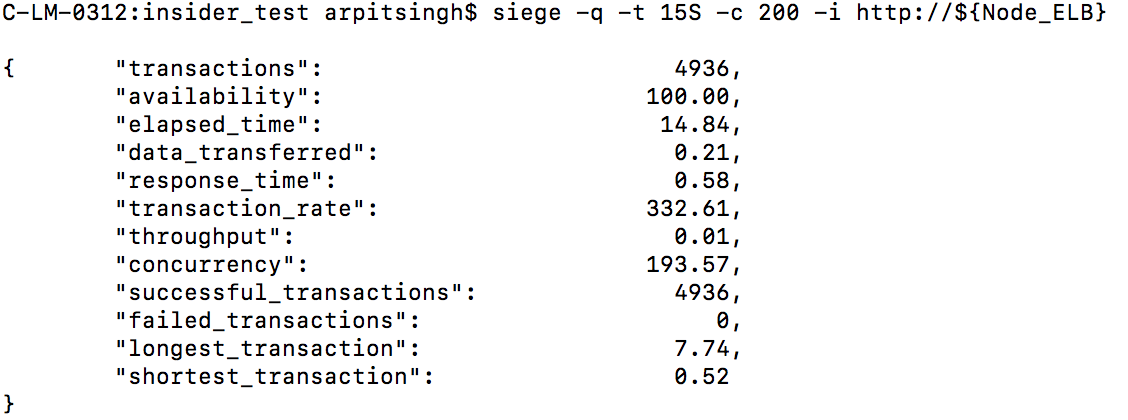 C-LM-0312:insider_test arpitsingh$ siege -q -t 15S -c 200 -i http://${Node_ELB}
{ "transactions": 4936,
"availability": 100.00,
"elapsed_time": 14.84,
"data_transferred": 0.21,
"response_time": 0.58,
"transaction_rate": 332.61,
"throughput": 0.01,
"concurrency": 193.57,
"successful_transactions": 4936,
"failed_transactions": 0,
"longest_transaction": 7.74,
"shortest_transaction": 0.52
}